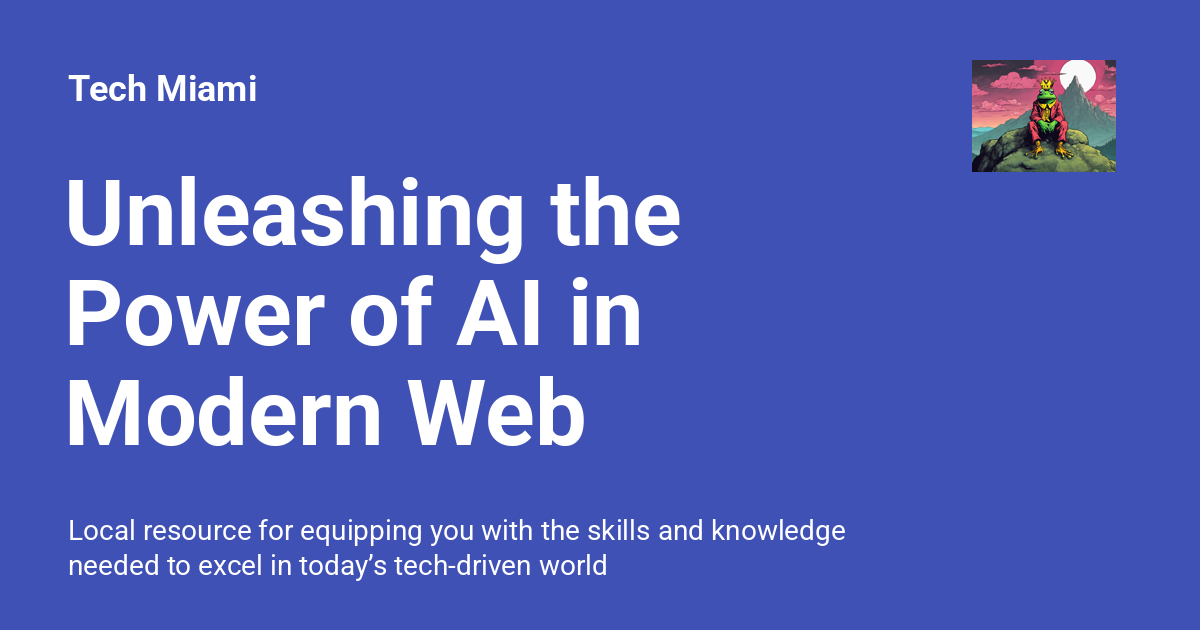 Tech Miami
Unleashing the
Power of AI in
Modern Web
Local resource for equipping you with the skills and knowledge
needed to excel in today’s tech-driven world